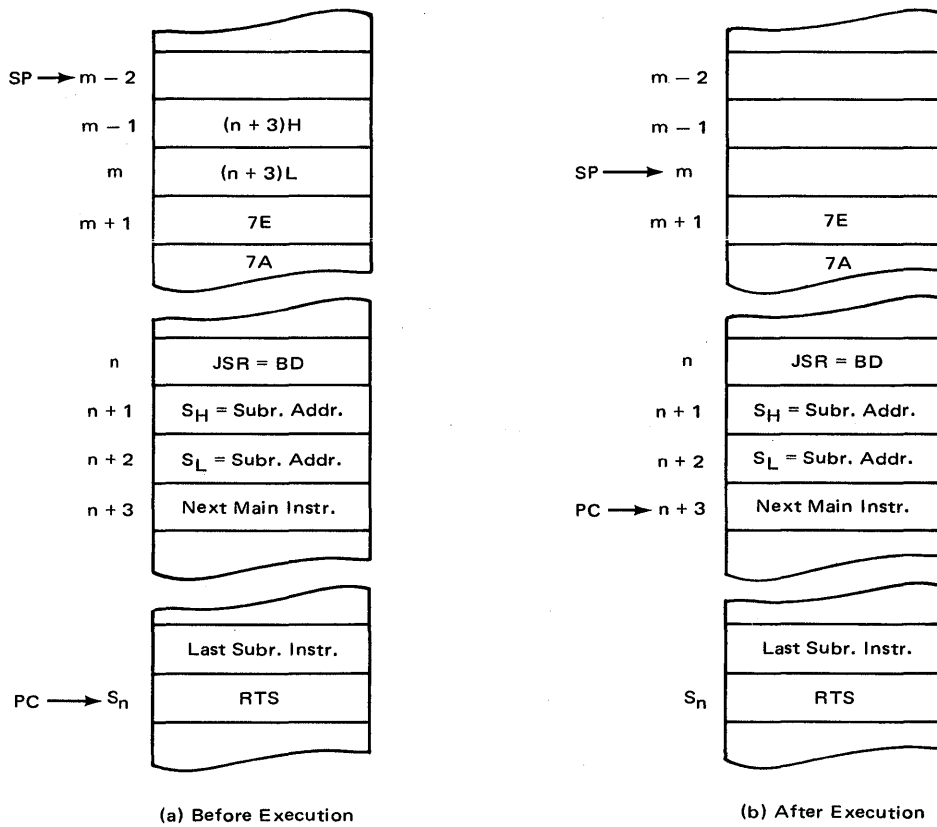 SP → m – 2
m – 1 (n + 3)H
m (n + 3)L
m + 1 7E
7A
n JSR = BD
n + 1 SH = Subr. Addr.
n + 2 SL = Subr. Addr.
n + 3 Next Main Instr.
Last Subr. Instr.
PC → Sn RTS
(a) Before Execution
m – 2
m – 1
SP → m
m + 1 7E
7A
n JSR = BD
n + 1 SH = Subr. Addr.
n + 2 SL = Subr. Addr.
PC → n + 3 Next Main Instr.
Last Subr. Instr.
Sn RTS
(b) After Execution